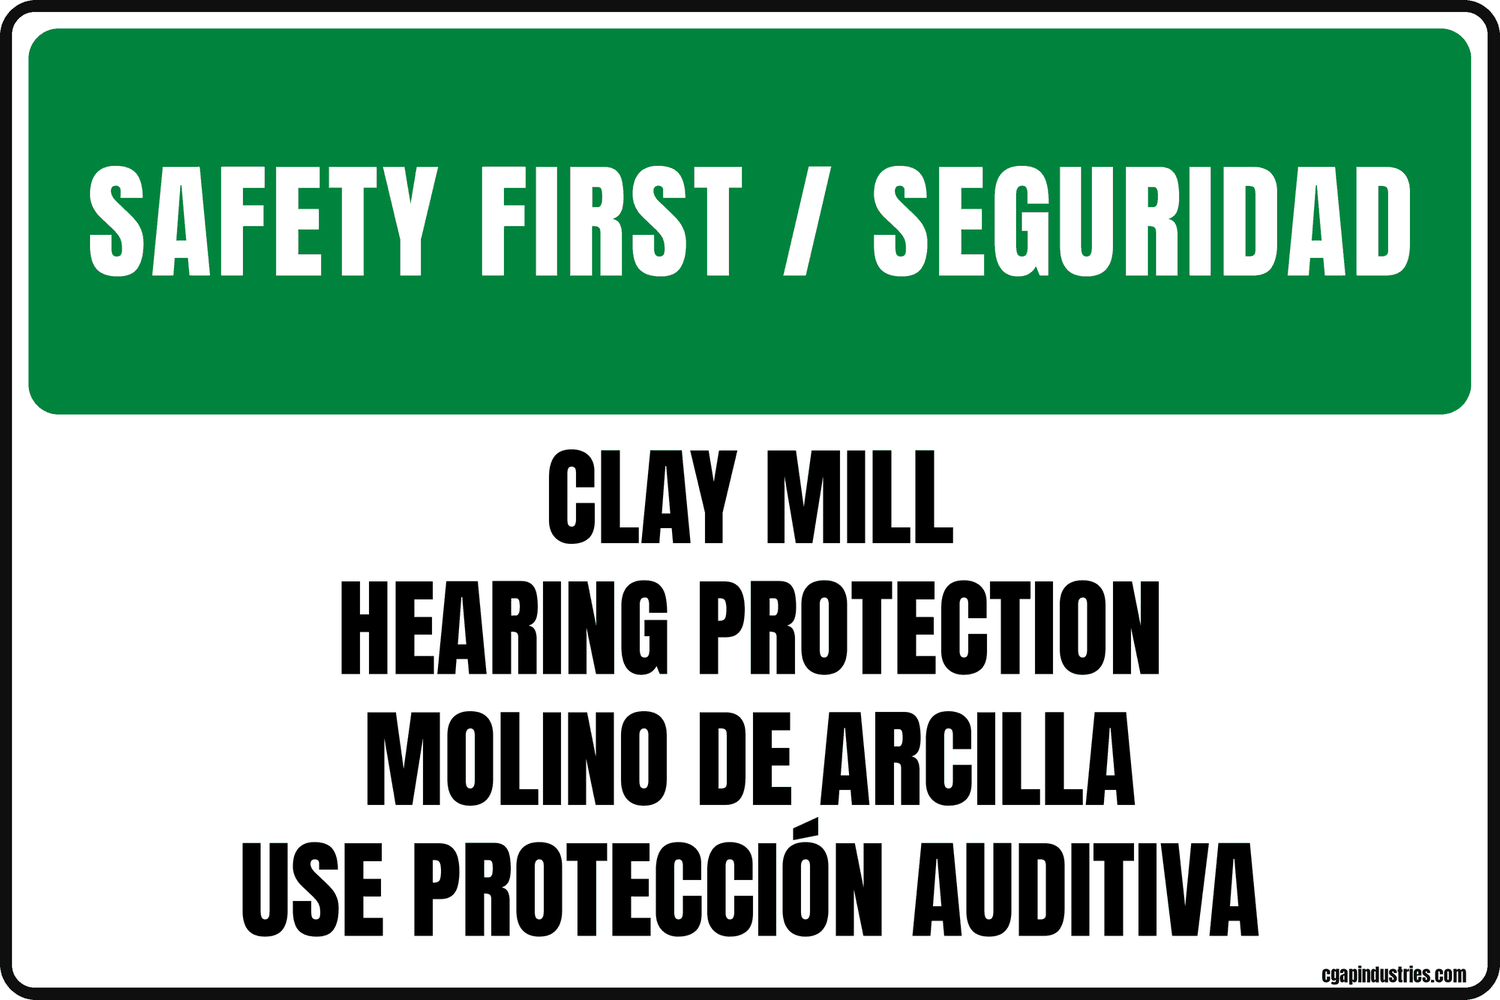 SAFETY FIRST / SEGURIDAD
CLAY MILL
HEARING PROTECTION
MOLINO DE ARCILLA
USE PROTECCIÓN AUDITIVA
cgapindustries.com